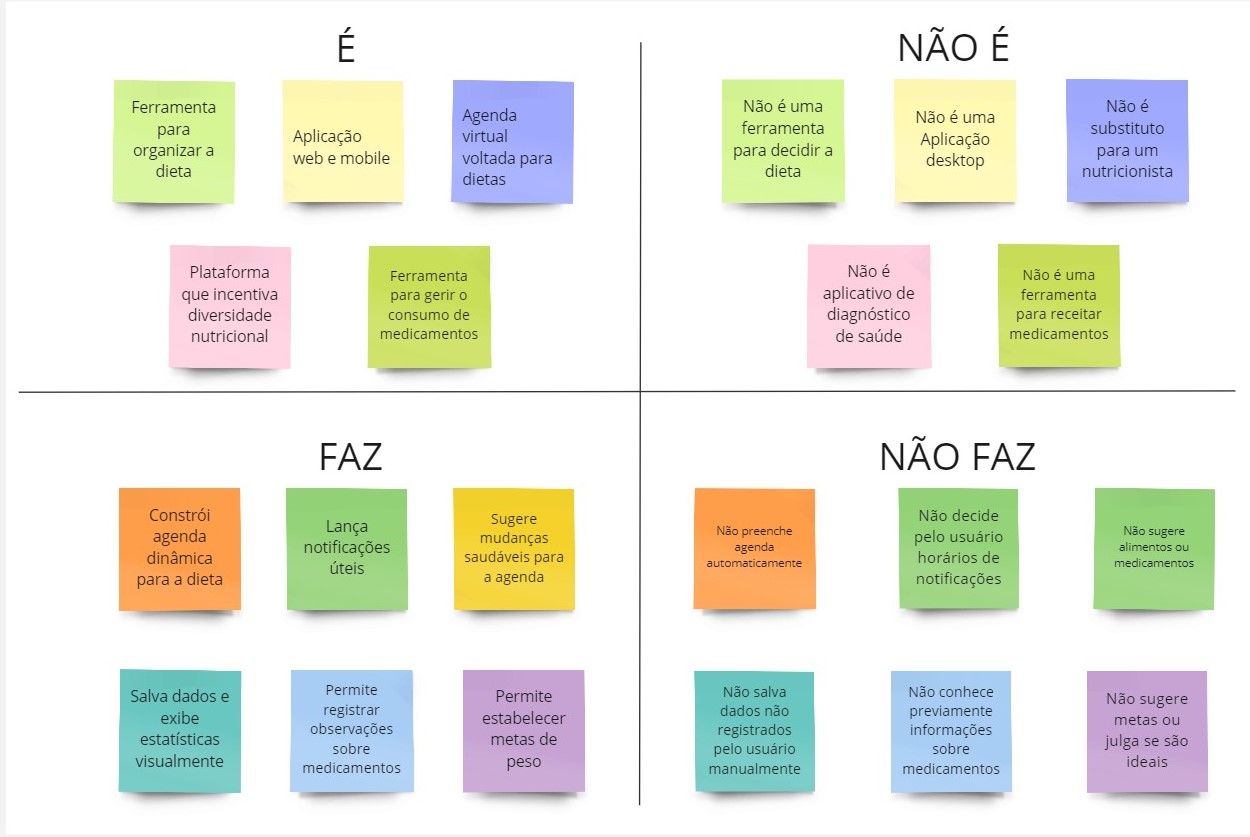 É
Ferramenta
para
organizar a
dieta
Aplicação
web e mobile
Agenda
virtual
voltada para
dietas
Plataforma
que incentiva
diversidade
nutricional
Ferramenta
para gerir o
consumo de
medicamentos
NÃO É
Não é uma
ferramenta
para decidir a
dieta
Não é uma
Aplicação
desktop
Não é
substituto
para um
nutricionista
Não é
aplicativo de
diagnóstico
de saúde
Não é uma
ferramenta
para receitar
medicamentos
FAZ
Constrói
agenda
dinâmica
para a dieta
Lança
notificações
úteis
Sugere
mudanças
saudáveis para
a agenda
Salva dados e
exibe
estatísticas
visualmente
Permite
registrar
observações
sobre
medicamentos
Permite
estabelecer
metas de
peso
NÃO FAZ
Não preenche
agenda
automaticamente
Não decide
pelo usuário
horários de
notificações
Não sugere
alimentos ou
medicamentos
Não salva
dados não
registrados
pelo usuário
manualmente
Não conhece
previamente
informações
sobre
medicamentos
Não sugere
metas ou
julga se são
ideais